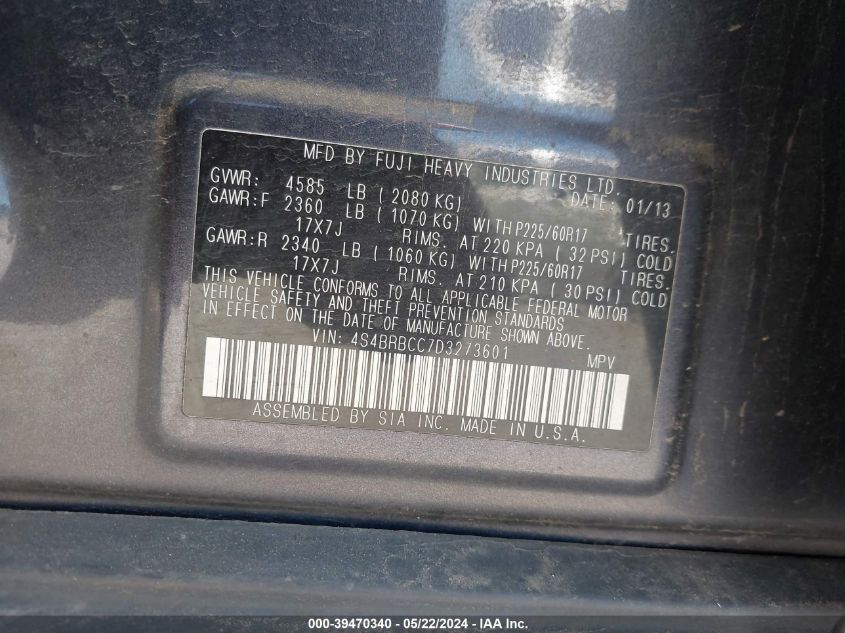 MFD BY FUJI HEAVY INDUSTRIES LTD.
GVWR: 4585 LB ( 2080 KG) DATE: 01/13
GAWR:F 2360 LB ( 1070 KG) WITH P225/60R17 TIRES.
17X7J RIMS. AT 220 KPA ( 32 PSI) COLD
GAWR:R 2340 LB ( 1060 KG) WITH P225/60R17 TIRES.
17X7J RIMS. AT 210 KPA ( 30 PSI) COLD
THIS VEHICLE CONFORMS TO ALL APPLICABLE FEDERAL MOTOR
VEHICLE SAFETY AND THEFT PREVENTION STANDARDS
IN EFFECT ON THE DATE OF MANUFACTURE SHOWN ABOVE.
VIN: 4S4BRBCC7D3273601 MPV
ASSEMBLED BY SIA INC. MADE IN U.S.A.
000-39470340 - 05/22/2024 - IAA Inc.